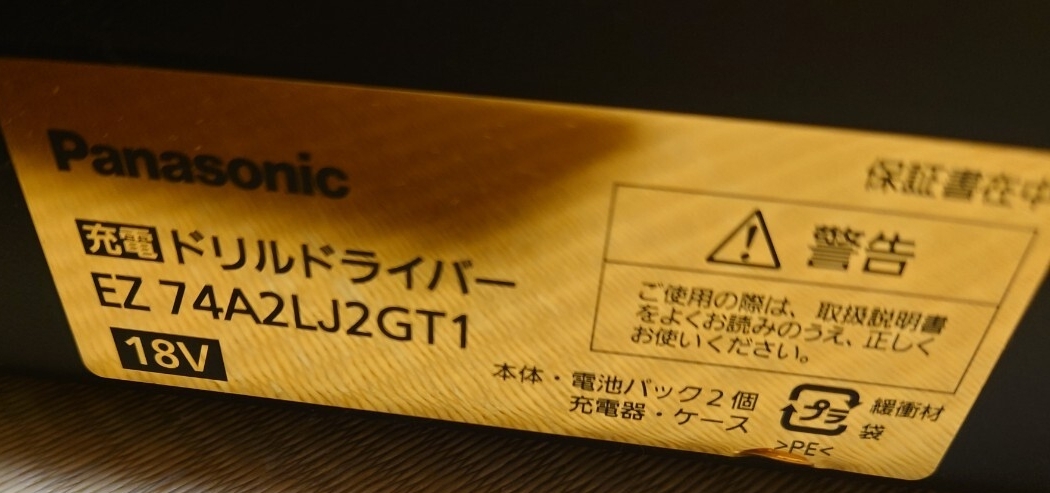 Panasonic
充電ドリルドライバー
EZ 74A2LJ2GT1
18V
保証書在中
警告
ご使用の際は、取扱説明書
をよくお読みのうえ、正しく
お使いください。
本体・電池パック2個
充電器・ケース
プラ
緩衝材
袋
>PE<